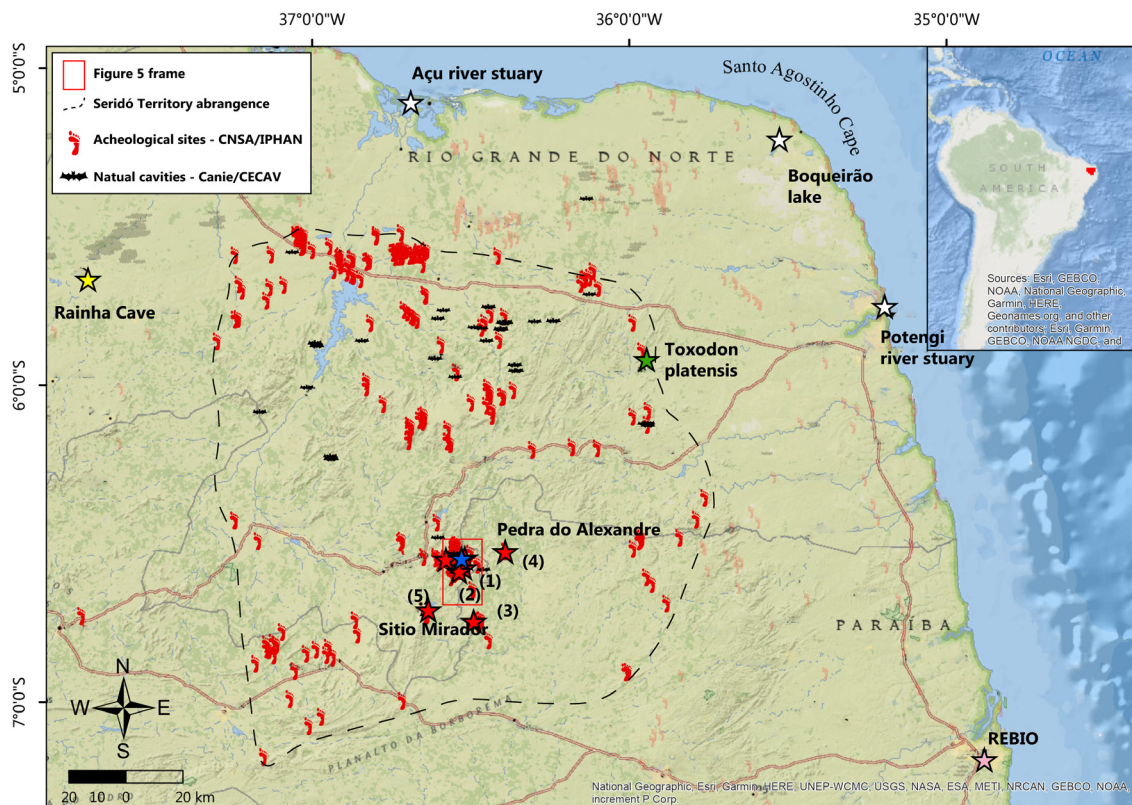 37°0'0"W
36°0'0"W
35°0'0"W
5°0'0"S
6°0'0"S
7°0'0"S
Figure 5 frame
Seridó Territory abrangence
Acheological sites - CNSA/IPHAN
Natual cavities - Canie/CECAV
Açu river stuary
Santo Agostinho Cape
OCEAN
RIO GRANDE DO NORTE
Boqueirão
lake
SOUTH
AMERICA
Sources: Esri, GEBCO,
NOAA, National Geographic,
Garmin, HERE,
Geonames.org, and other
contributors; Esri, Garmin,
GEBCO, NOAA NGDC, and
Rainha Cave
Potengi
river stuary
Toxodon
platensis
Pedra do Alexandre
(4)
(1)
(2)
(5)
(3)
Sitio Mirador
PARAÍBA
N
W
E
S
PLANALTO DA BORBOREMA
REBIO
20 10 0 20 km
National Geographic, Esri, Garmin, HERE, UNEP-WCMC, USGS, NASA, ESA, METI, NRCAN, GEBCO, NOAA,
increment P Corp.